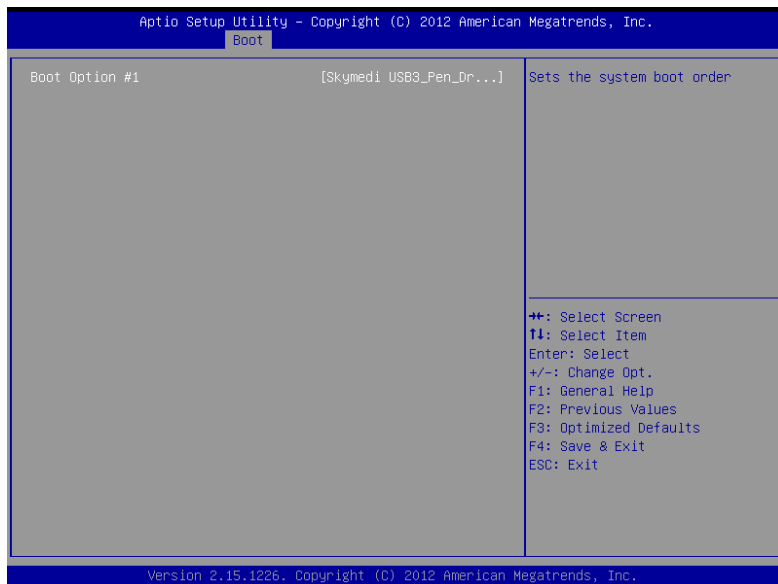 Aptio Setup Utility – Copyright (C) 2012 American Megatrends, Inc.
Boot
Boot Option #1 [Skymedi USB3_Pen_Dr...]
Sets the system boot order
→←: Select Screen
↑↓: Select Item
Enter: Select
+/-: Change Opt.
F1: General Help
F2: Previous Values
F3: Optimized Defaults
F4: Save & Exit
ESC: Exit
Version 2.15.1226. Copyright (C) 2012 American Megatrends, Inc.